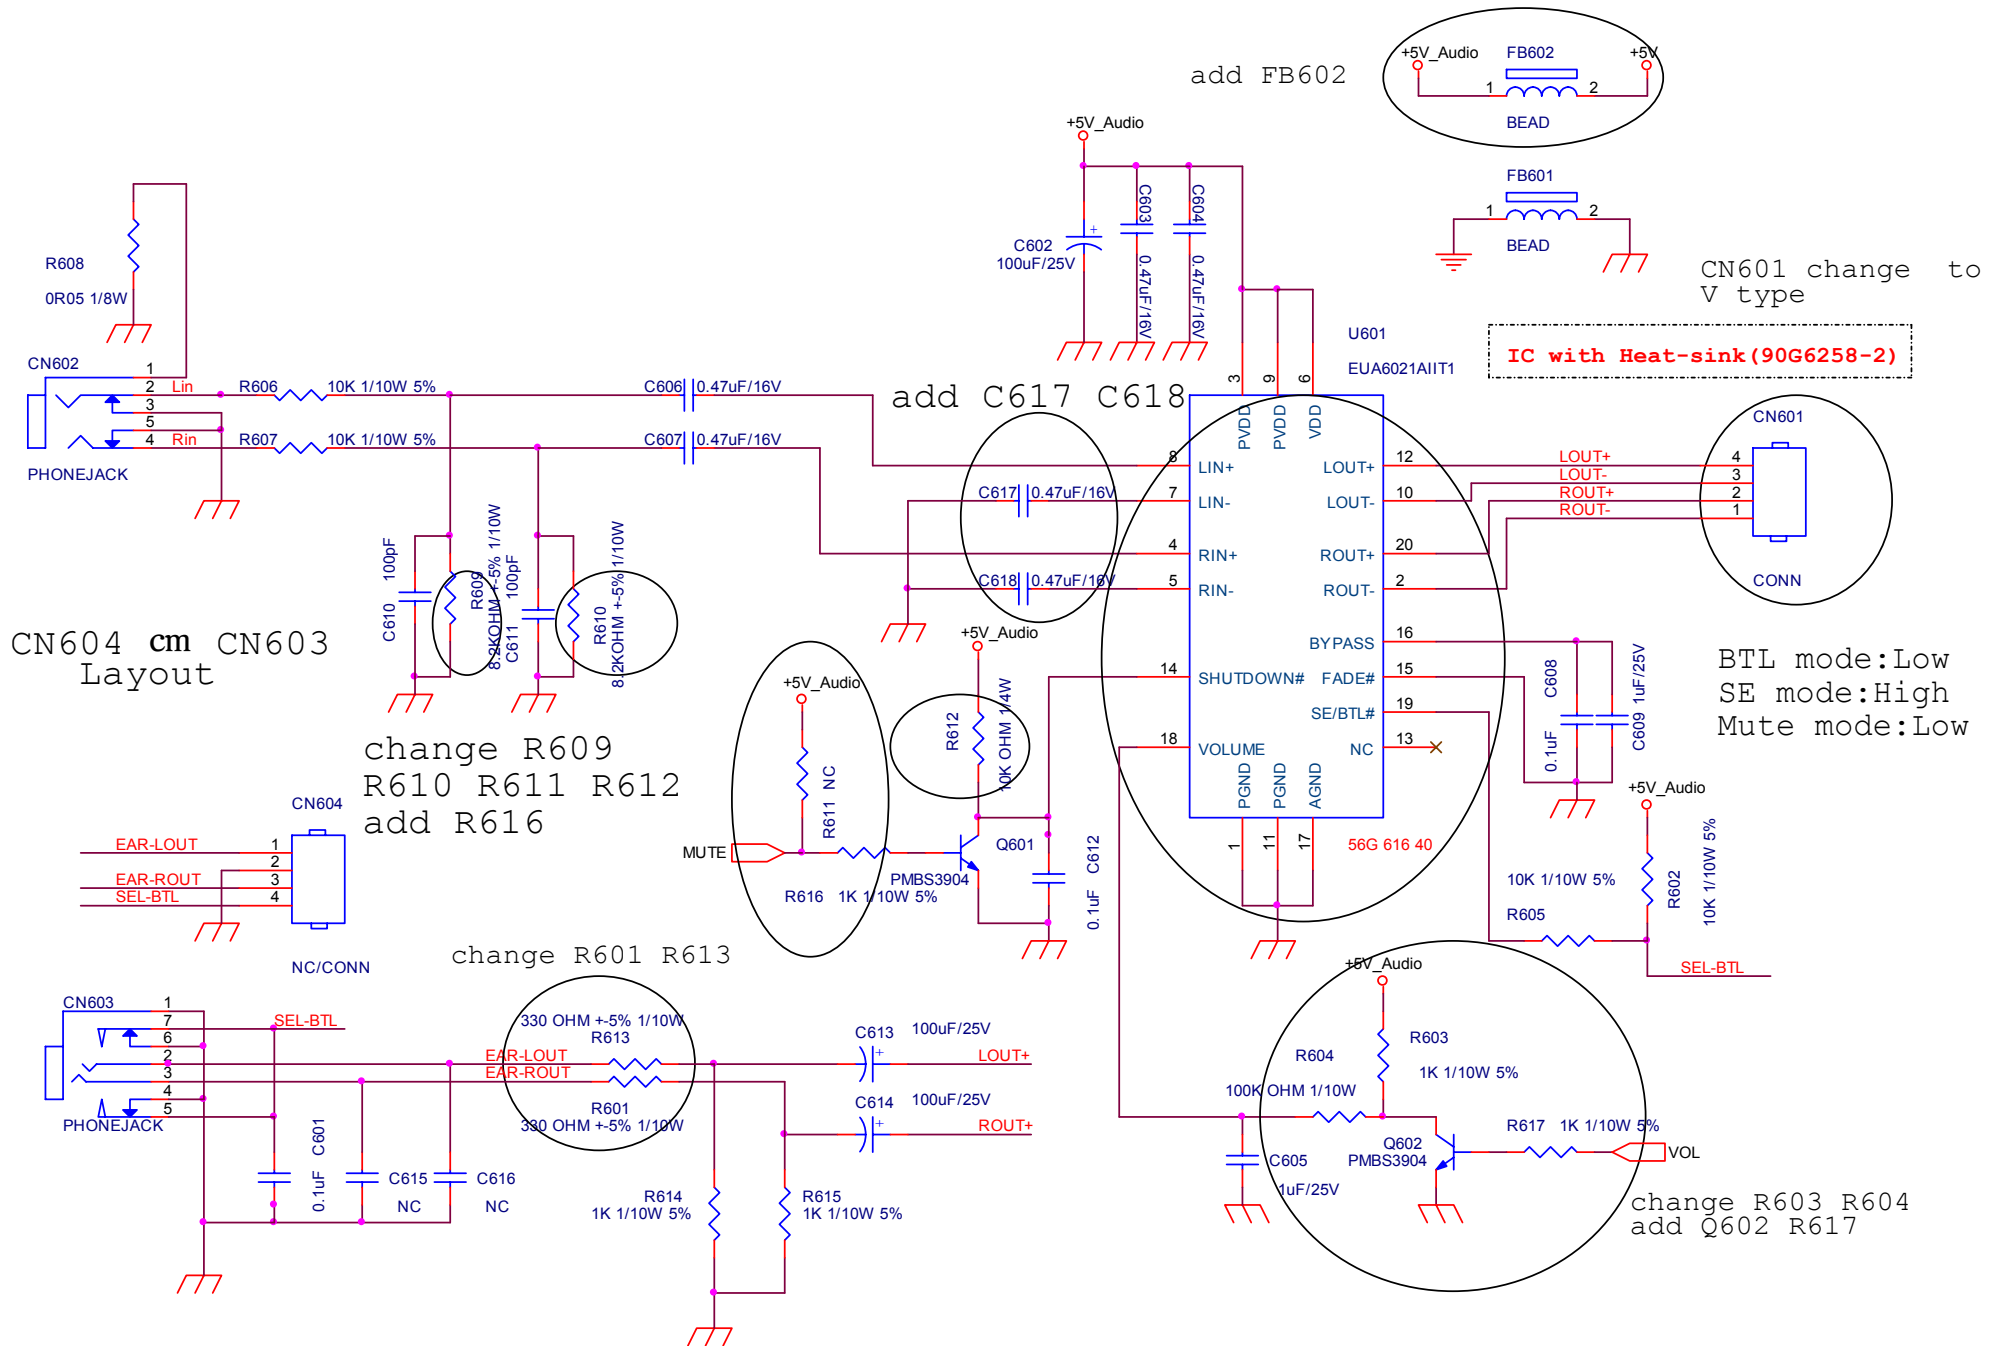 +5V_Audio
FB602
+5V
1
2
BEAD
add FB602
+5V_Audio
FB601
1
2
BEAD
C602
100uF/25V
C603
0.47uF/16V
C604
0.47uF/16V
CN601 change  to
V type
IC with Heat-sink(90G6258-2)
R608
0R05 1/8W
CN602
1
2
3
5
4
Lin
Rin
PHONEJACK
R606
10K 1/10W 5%
R607
10K 1/10W 5%
C606
0.47uF/16V
C607
0.47uF/16V
add C617 C618
C617
0.47uF/16V
C618
0.47uF/16V
U601
EUA6021AIIT1
3
9
6
PVDD
PVDD
VDD
8
LIN+
7
LIN-
4
RIN+
5
RIN-
14
SHUTDOWN#
18
VOLUME
LOUT+
12
LOUT-
10
ROUT+
20
ROUT-
2
BYPASS
16
FADE#
15
SE/BTL#
19
NC
13
PGND
PGND
AGND
1
11
17
56G 616 40
LOUT+
LOUT-
ROUT+
ROUT-
CN601
4
3
2
1
CONN
C610
100pF
R609
8.2KOHM +-5% 1/10W
C611
100pF
R610
8.2KOHM +-5% 1/10W
CN604 cm CN603
Layout
change R609
R610 R611 R612
add R616
+5V_Audio
R611 NC
MUTE
R616
1K 1/10W 5%
+5V_Audio
R612
10K OHM 1/4W
Q601
PMBS3904
0.1uF
C612
C608
0.1uF
C609 1uF/25V
BTL mode:Low
SE mode:High
Mute mode:Low
+5V_Audio
R602
10K 1/10W 5%
10K 1/10W 5%
R605
SEL-BTL
CN604
EAR-LOUT
EAR-ROUT
SEL-BTL
1
2
3
4
NC/CONN
change R601 R613
CN603
1
7
6
2
3
4
5
PHONEJACK
SEL-BTL
EAR-LOUT
EAR-ROUT
330 OHM +-5% 1/10W
R613
R601
330 OHM +-5% 1/10W
C613
100uF/25V
LOUT+
C614
100uF/25V
ROUT+
0.1uF
C601
C615
NC
C616
NC
R614
1K 1/10W 5%
R615
1K 1/10W 5%
+5V_Audio
R603
1K 1/10W 5%
R604
100K OHM 1/10W
C605
1uF/25V
Q602
PMBS3904
R617
1K 1/10W 5%
VOL
change R603 R604
add Q602 R617